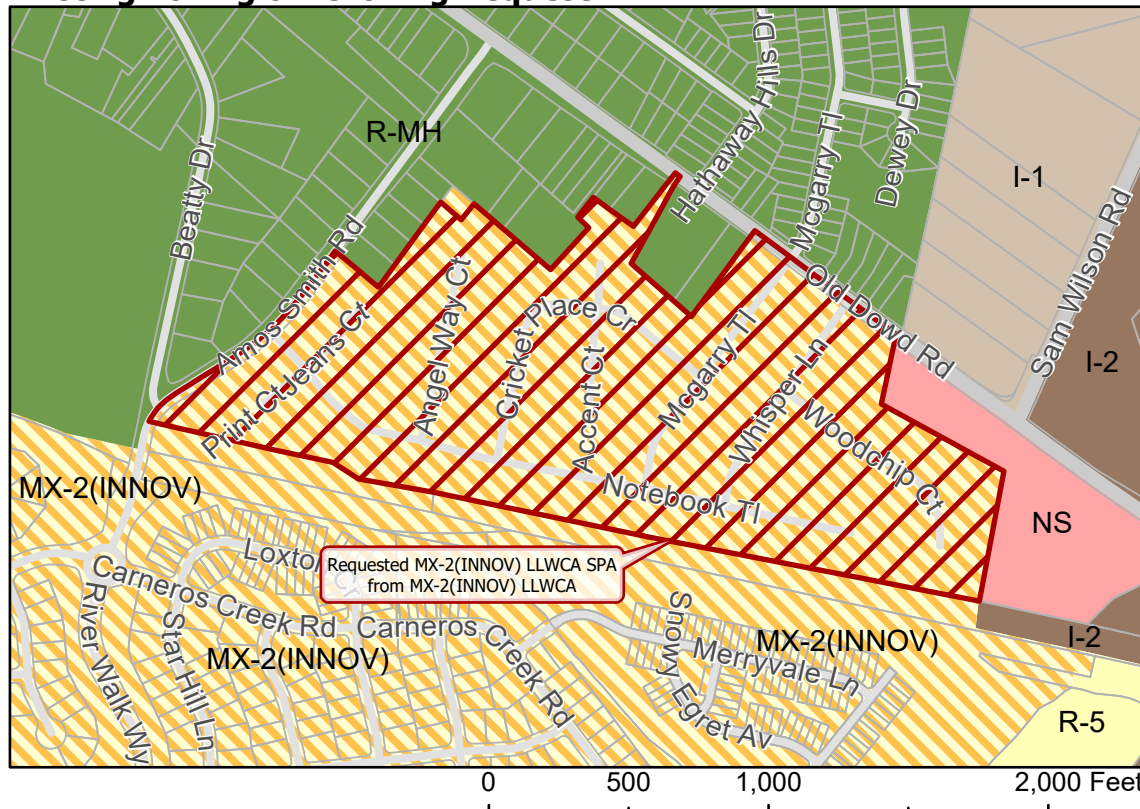 Beatty Dr
R-MH
Hathaway Hills Dr
Mcgarry Tl
Dewey Dr
I-1
Sam Wilson Rd
I-2
Amos Smith Rd
Old Dowd Rd
Print Ct
Jeans Ct
Angel Way Ct
Cricket Place Cr
Accent Ct
Mcgarry Tl
Whisper Ln
Woodchip Ct
Notebook Tl
NS
MX-2(INNOV)
Requested MX-2(INNOV) LLWCA SPA
from MX-2(INNOV) LLWCA
Carneros Creek Rd
Carneros Creek Rd
River Walk Wy
Star Hill Ln
MX-2(INNOV)
Snowy Egret Av
Merryvale Ln
MX-2(INNOV)
I-2
R-5
0 500 1,000 2,000 Feet